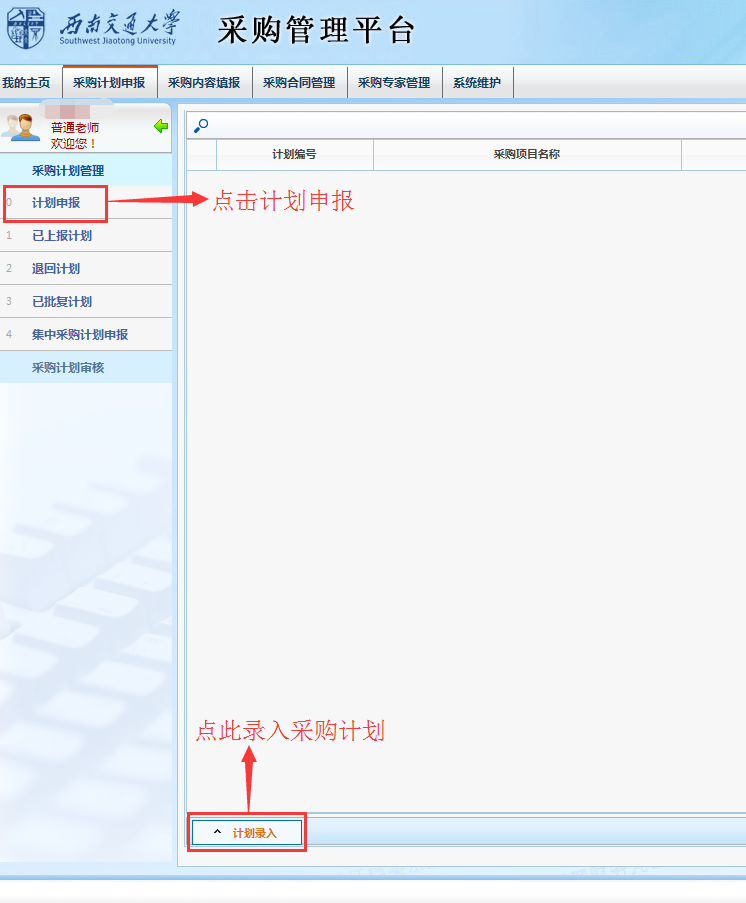 西南交通大学
Southwest Jiaotong University
采购管理平台
我的主页 采购计划申报 采购内容填报 采购合同管理 采购专家管理 系统维护
普通老师
欢迎您！
采购计划管理
0 计划申报
1 已上报计划
2 退回计划
3 已批复计划
4 集中采购计划申报
采购计划审核
计划编号 采购项目名称
点击计划申报
点此录入采购计划
计划录入